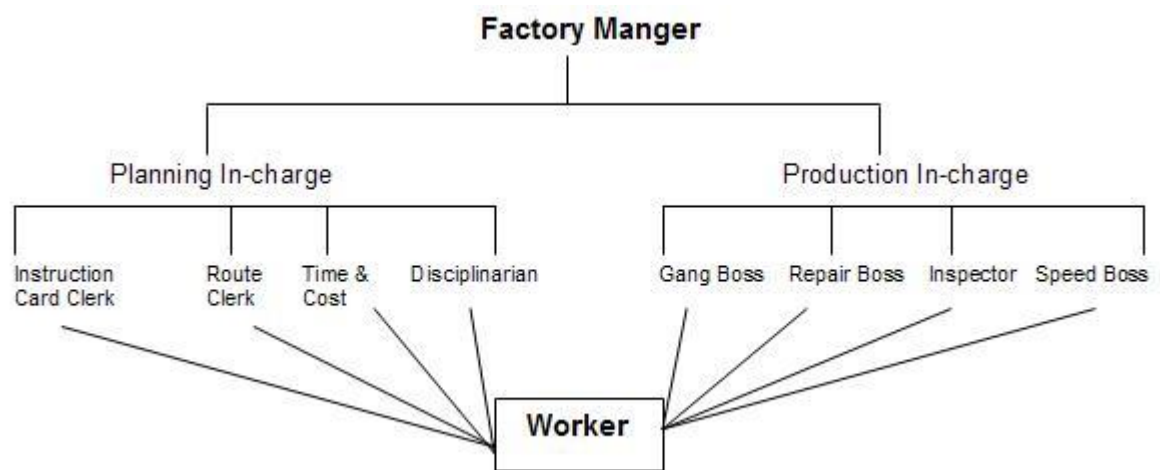 Factory Manger
Planning In-charge
Production In-charge
Instruction
Card Clerk
Route
Clerk
Time &
Cost
Disciplinarian
Gang Boss
Repair Boss
Inspector
Speed Boss
Worker